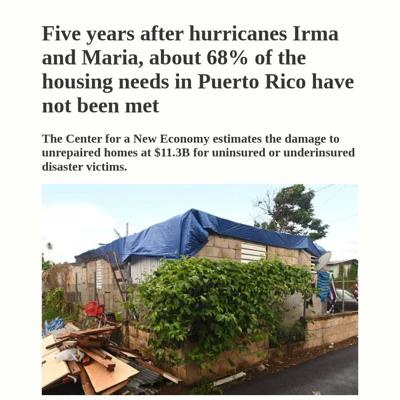 Five years after hurricanes Irma
and Maria, about 68% of the
housing needs in Puerto Rico have
not been met
The Center for a New Economy estimates the damage to
unrepaired homes at $11.3B for uninsured or underinsured
disaster victims.